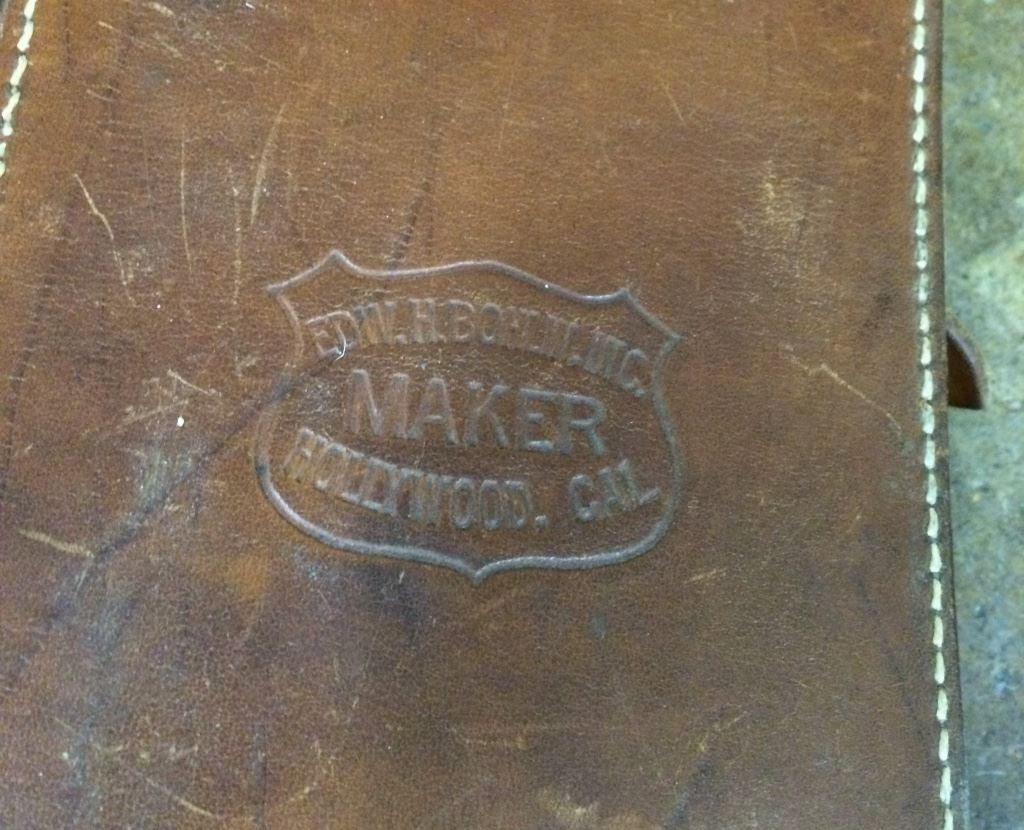 EDW. H. BOHLIN. INC.
MAKER
HOLLYWOOD. CAL